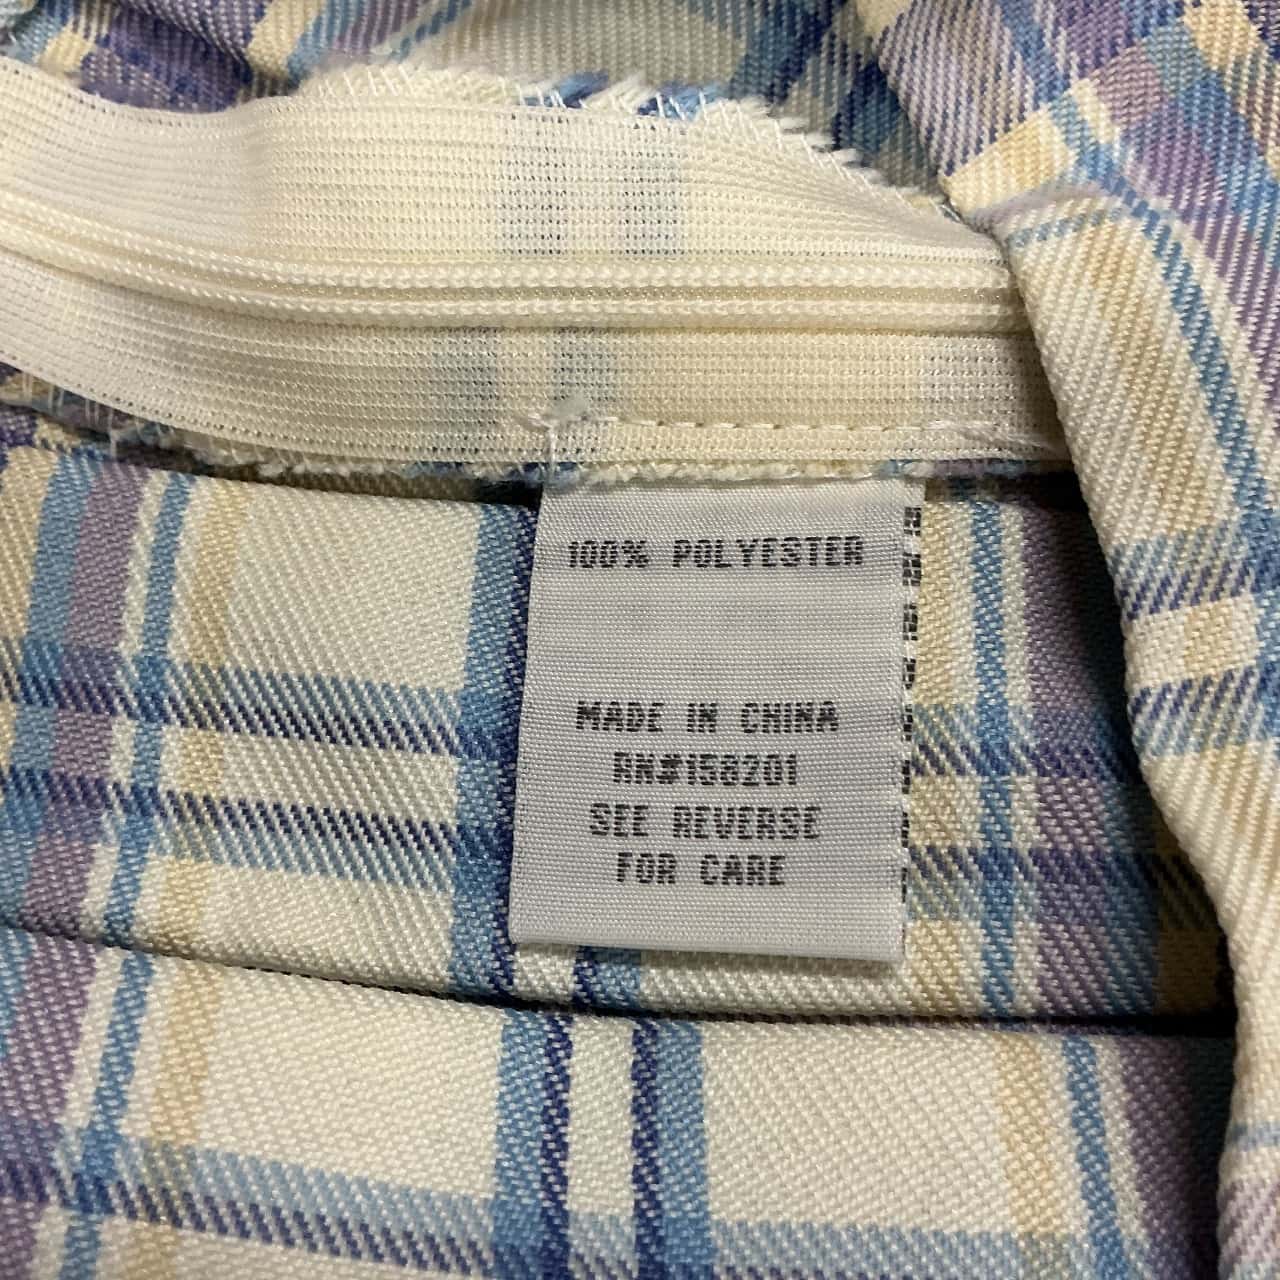 100% POLYESTER
MADE IN CHINA
RN#158201
SEE REVERSE
FOR CARE